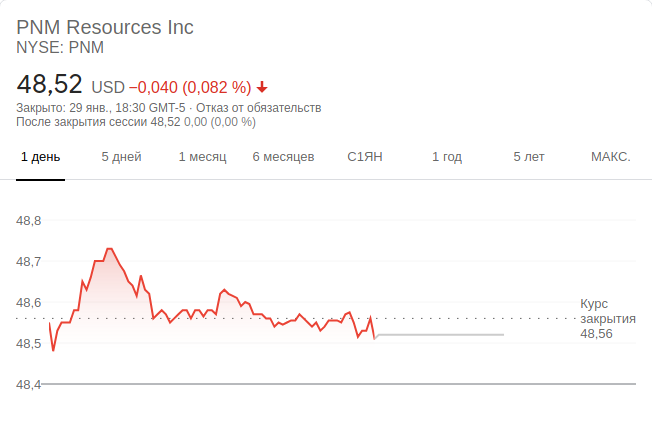 PNM Resources Inc
NYSE: PNM
48,52 USD −0,040 (0,082 %)
Закрыто: 29 янв., 18:30 GMT-5 · Отказ от обязательств
После закрытия сессии 48,52 0,00 (0,00 %)
1 день 5 дней 1 месяц 6 месяцев С1ЯН 1 год 5 лет МАКС.
48,8
48,7
48,6
48,5
48,4
Курс
закрытия
48,56